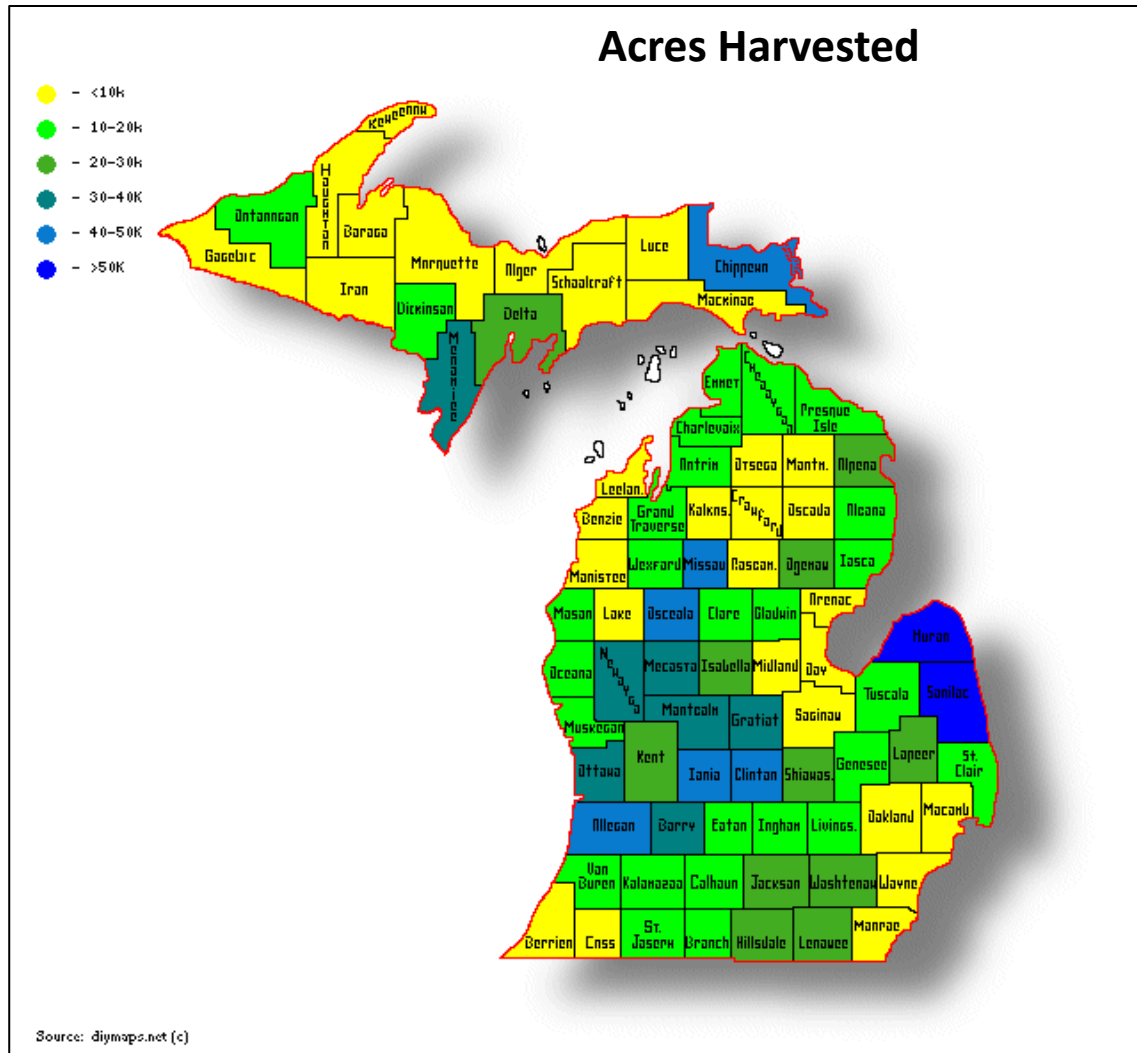 Acres Harvested
- <10k
- 10-20k
- 20-30k
- 30-40K
- 40-50K
- >50K
Keweenaw
Houghton
Ontonagon
Baraga
Gogebic
Iron
Marquette
Alger
Luce
Chippewa
Schoolcraft
Mackinac
Dickinson
Delta
Menominee
Emmet
Cheboygan
Presque
Isle
Charlevoix
Antrim
Otsego
Montm.
Alpena
Leelan.
Benzie
Grand
Traverse
Kalkas.
Crawford
Oscoda
Alcona
Manistee
Wexford
Missau
Roscom.
Ogemaw
Iosco
Mason
Lake
Osceola
Clare
Gladwin
Arenac
Huron
Oceana
Newaygo
Mecosta
Isabella
Midland
Bay
Tuscola
Sanilac
Muskegon
Montcalm
Gratiot
Saginaw
Ottawa
Kent
Ionia
Clinton
Shiawas.
Genesee
Lapeer
St.
Clair
Allegan
Barry
Eaton
Ingham
Livings.
Oakland
Macomb
Van
Buren
Kalamazoo
Calhoun
Jackson
Washtenaw
Wayne
Berrien
Cass
St.
Joseph
Branch
Hillsdale
Lenawee
Monroe
Source: diymaps.net (c)